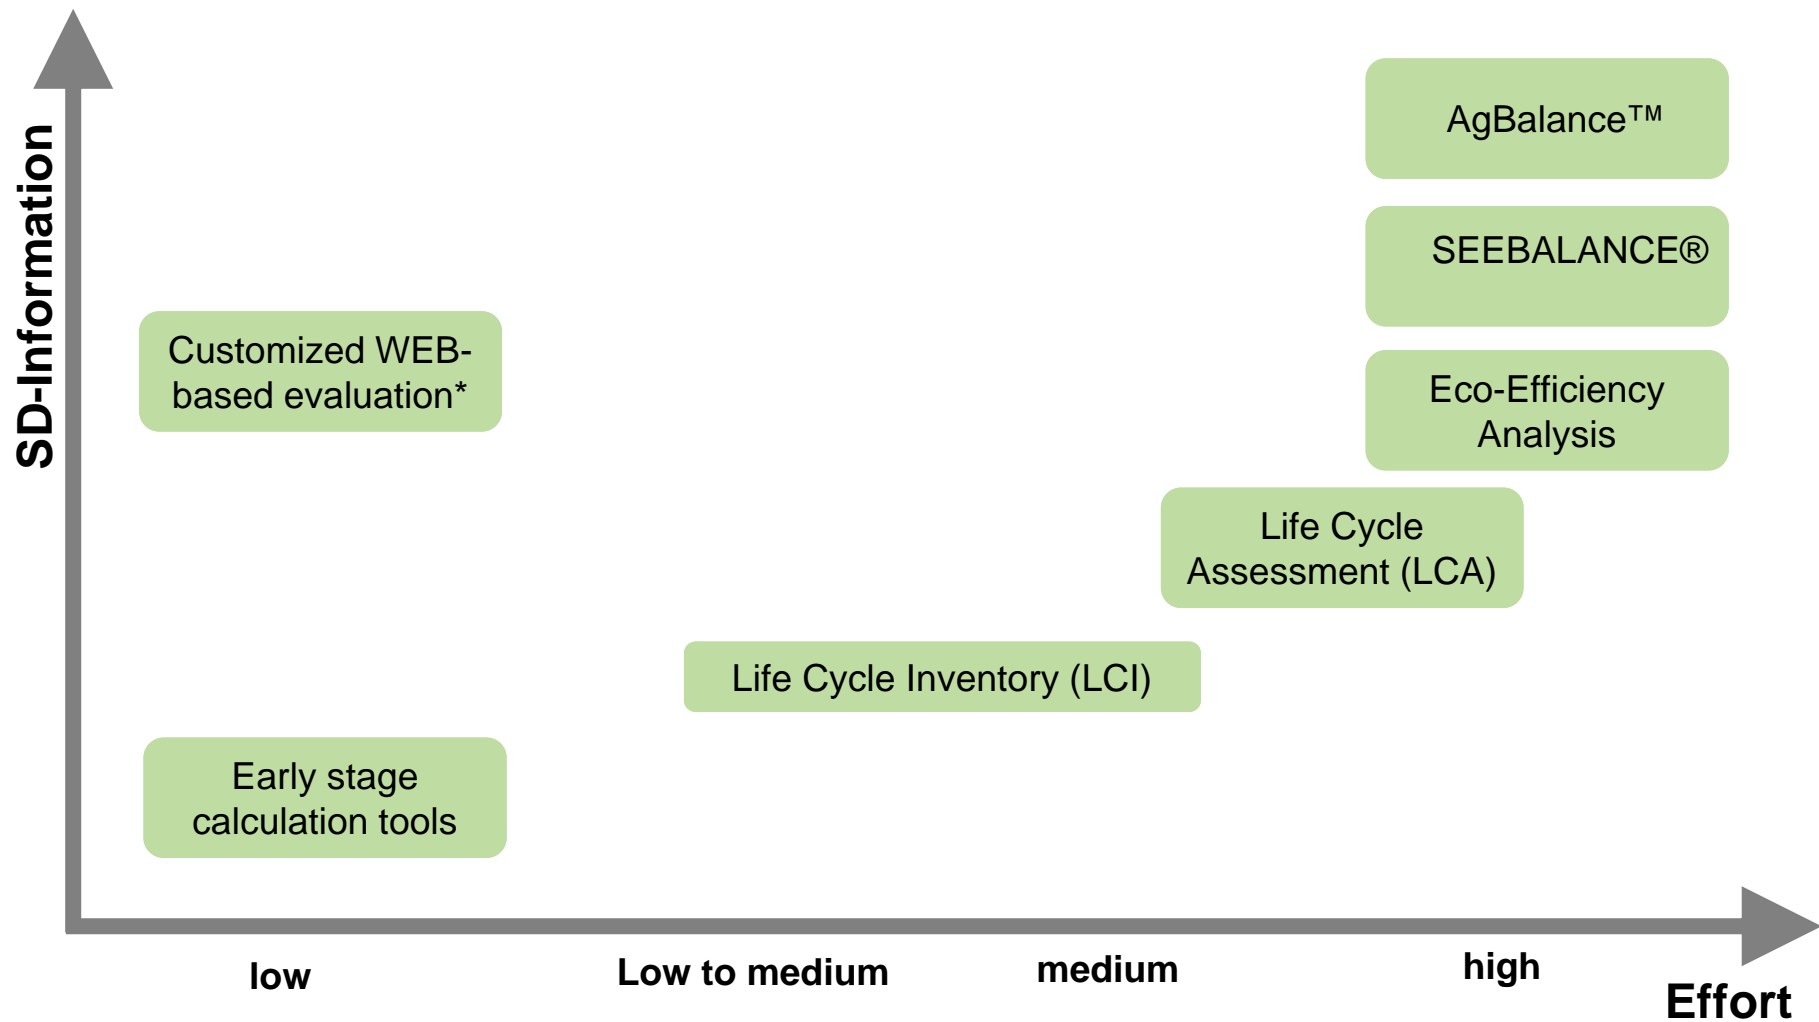 SD-Information
AgBalance™
SEEBALANCE®
Customized WEB-
based evaluation*
Eco-Efficiency
Analysis
Life Cycle
Assessment (LCA)
Life Cycle Inventory (LCI)
Early stage
calculation tools
low
Low to medium
medium
high
Effort